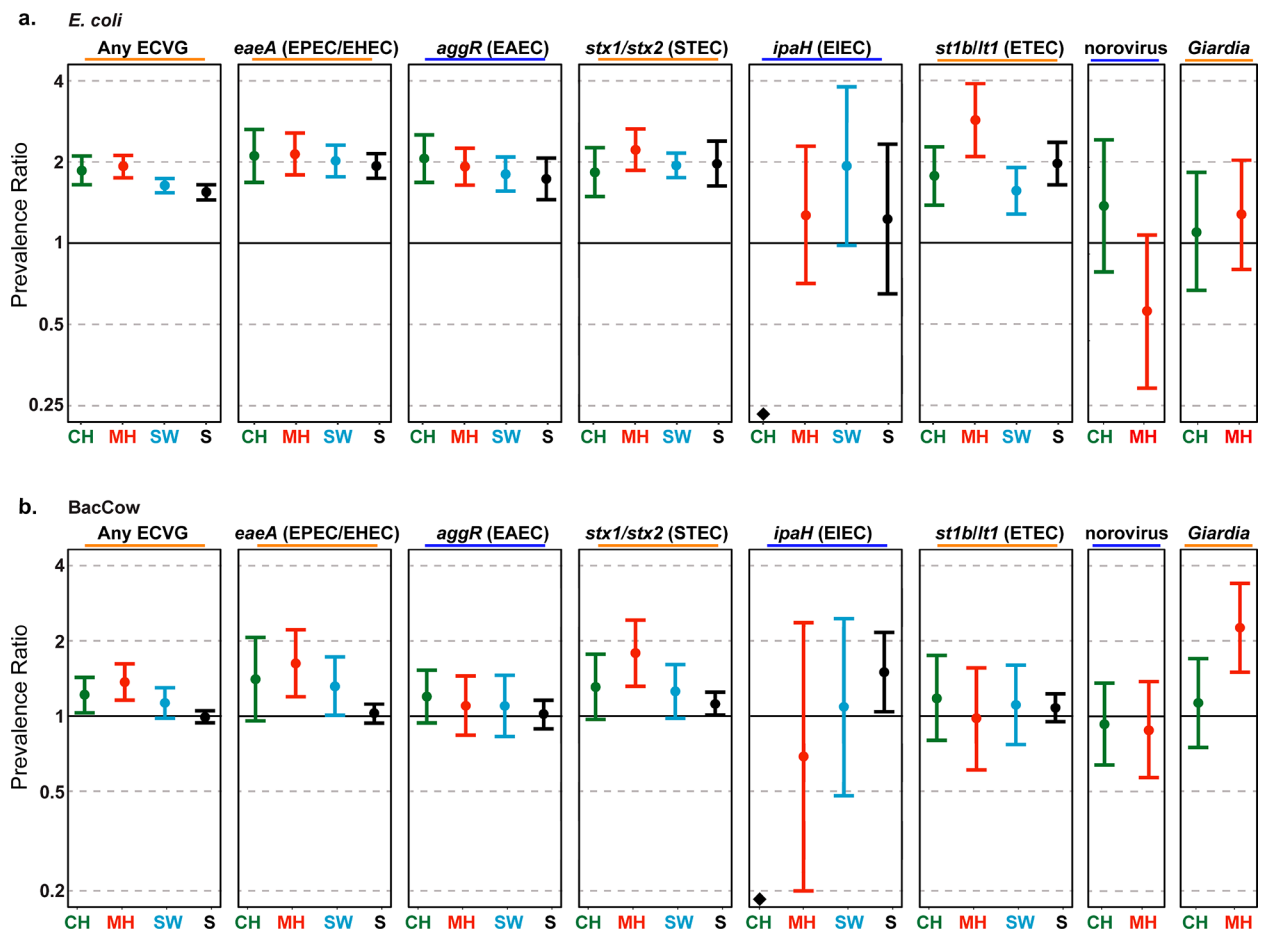 a. E. coli
Any ECVG eaeA (EPEC/EHEC) aggR (EAEC) stx1/stx2 (STEC) ipaH (EIEC) st1b/lt1 (ETEC) norovirus Giardia
Prevalence Ratio
4
2
1
0.5
0.25
CH MH SW S CH MH SW S CH MH SW S CH MH SW S CH MH SW S CH MH SW S CH MH CH MH
b. BacCow
Any ECVG eaeA (EPEC/EHEC) aggR (EAEC) stx1/stx2 (STEC) ipaH (EIEC) st1b/lt1 (ETEC) norovirus Giardia
Prevalence Ratio
4
2
1
0.5
0.2
CH MH SW S CH MH SW S CH MH SW S CH MH SW S CH MH SW S CH MH SW S CH MH CH MH